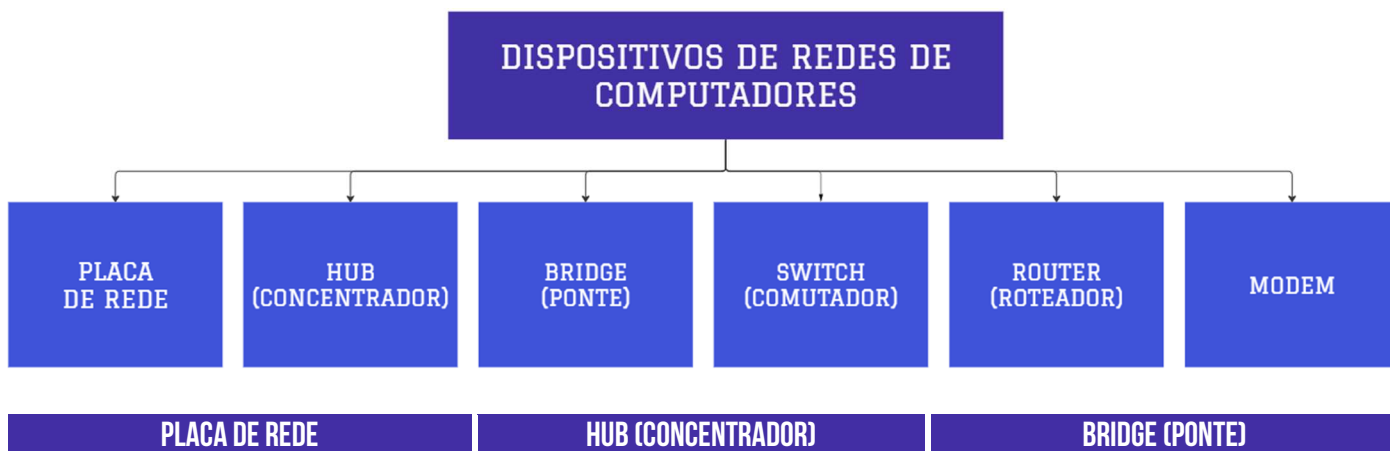 DISPOSITIVOS DE REDES DE
COMPUTADORES
PLACA
DE REDE
HUB
(CONCENTRADOR)
BRIDGE
(PONTE)
SWITCH
(COMUTADOR)
ROUTER
(ROTEADOR)
MODEM
PLACA DE REDE
HUB (CONCENTRADOR)
BRIDGE (PONTE)